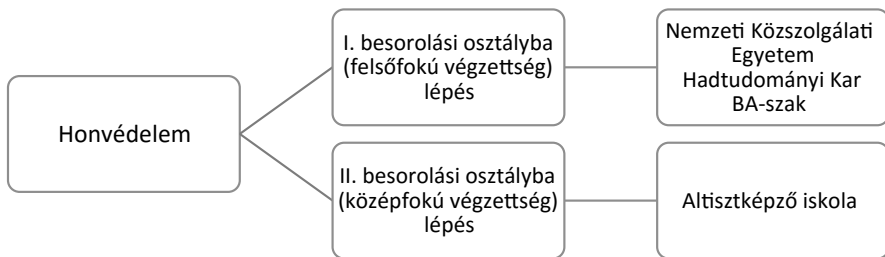 Honvédelem
I. besorolási osztályba
(felsőfokú végzettség)
lépés
Nemzeti Közszolgálati
Egyetem
Hadtudományi Kar
BA-szak
II. besorolási osztályba
(középfokú végzettség)
lépés
Altisztképző iskola